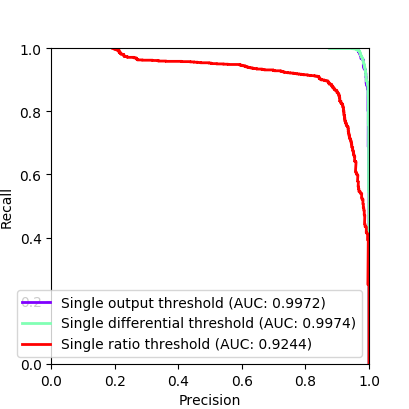 1.0
0.8
0.6
0.4
0.2
0.0
Recall
Single output threshold (AUC: 0.9972)
Single differential threshold (AUC: 0.9974)
Single ratio threshold (AUC: 0.9244)
0.0 0.2 0.4 0.6 0.8 1.0
Precision